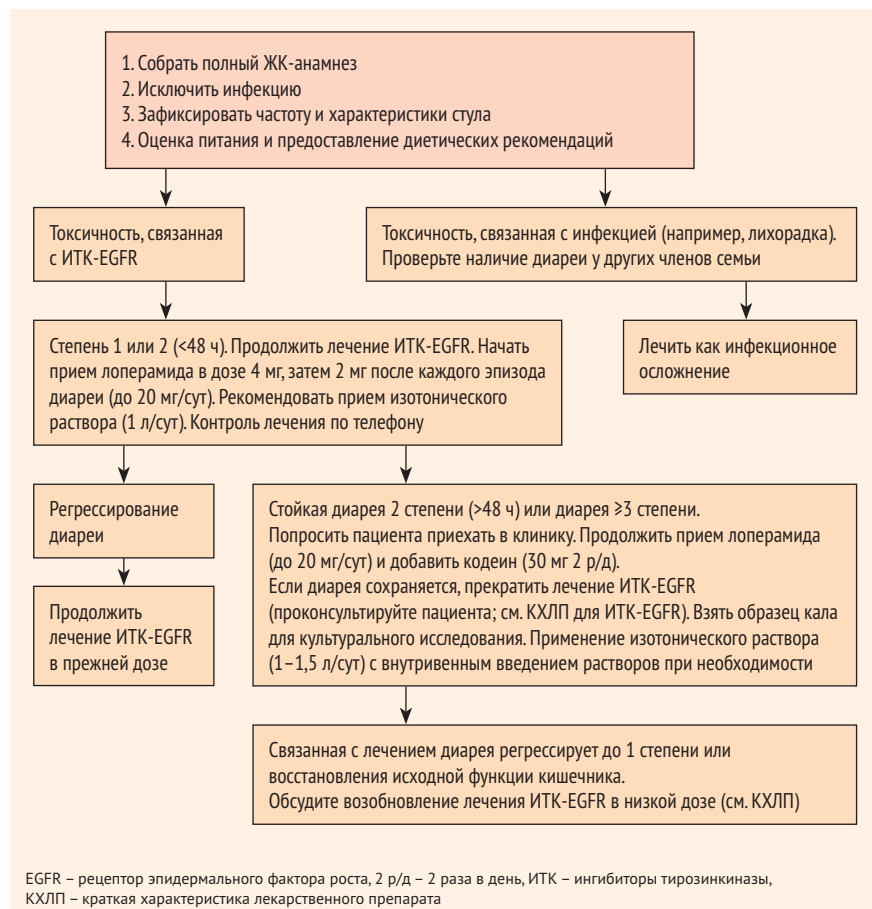 1. Собрать полный ЖК-анамнез
2. Исключить инфекцию
3. Зафиксировать частоту и характеристики стула
4. Оценка питания и предоставление диетических рекомендаций
Токсичность, связанная
с ИТК-EGFR
Токсичность, связанная с инфекцией (например, лихорадка).
Проверьте наличие диареи у других членов семьи
Степень 1 или 2 (<48 ч). Продолжить лечение ИТК-EGFR. Начать
прием лоперамида в дозе 4 мг, затем 2 мг после каждого эпизода
диареи (до 20 мг/сут). Рекомендовать прием изотонического
раствора (1 л/сут). Контроль лечения по телефону
Лечить как инфекционное
осложнение
Регрессирование
диареи
Продолжить
лечение ИТК-EGFR
в прежней дозе
Стойкая диарея 2 степени (>48 ч) или диарея ⩾3 степени.
Попросить пациента приехать в клинику. Продолжить прием лоперамида
(до 20 мг/сут) и добавить кодеин (30 мг 2 р/д).
Если диарея сохраняется, прекратить лечение ИТК-EGFR
(проконсультируйте пациента; см. КХЛП для ИТК-EGFR). Взять образец кала
для культурального исследования. Применение изотонического раствора
(1–1,5 л/сут) с внутривенным введением растворов при необходимости
Связанная с лечением диарея регрессирует до 1 степени или
восстановления исходной функции кишечника.
Обсудите возобновление лечения ИТК-EGFR в низкой дозе (см. КХЛП)
EGFR – рецептор эпидермального фактора роста, 2 р/д – 2 раза в день, ИТК – ингибиторы тирозинкиназы,
КХЛП – краткая характеристика лекарственного препарата